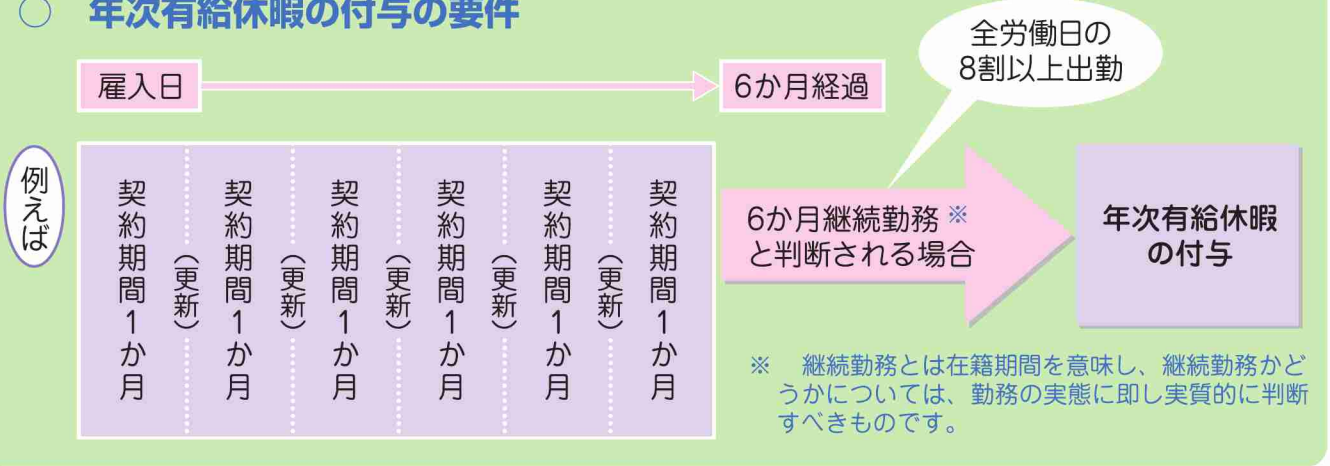 ○ 年次有給休暇の付与の要件
全労働日の
8割以上出勤
雇入日
6か月経過
例えば
契約期間1か月
(更新)
契約期間1か月
(更新)
契約期間1か月
(更新)
契約期間1か月
(更新)
契約期間1か月
(更新)
契約期間1か月
6か月継続勤務※
と判断される場合
年次有給休暇
の付与
※ 継続勤務とは在籍期間を意味し、継続勤務かど
うかについては、勤務の実態に即し実質的に判断
すべきものです。